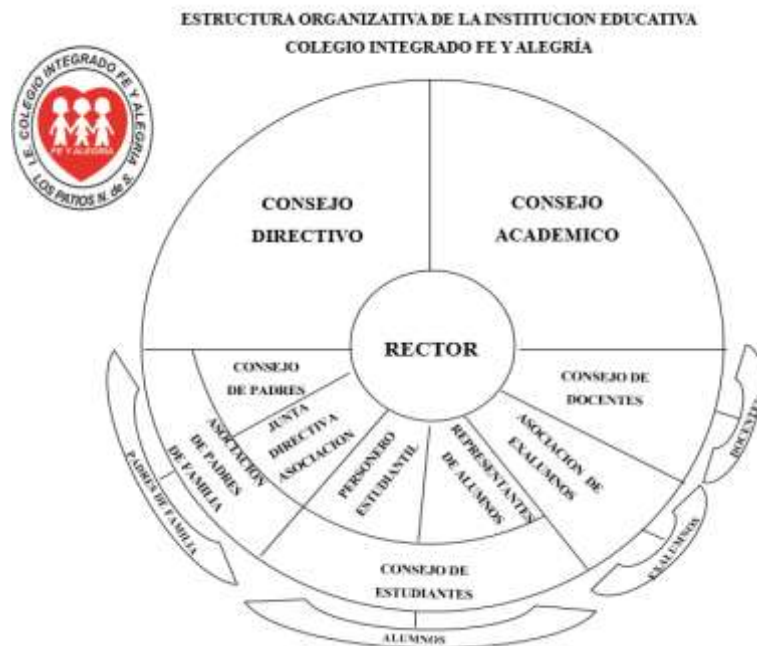 ESTRUCTURA ORGANIZATIVA DE LA INSTITUCION EDUCATIVA
COLEGIO INTEGRADO FE Y ALEGRÍA
I.E. COLEGIO INTEGRADO FE Y ALEGRIA
FE Y ALEGRÍA
LOS PATIOS N. de S.
CONSEJO
DIRECTIVO
CONSEJO
ACADEMICO
RECTOR
CONSEJO
DE PADRES
JUNTA
DIRECTIVA
ASOCIACION
ASOCIACION
DE PADRES
DE FAMILIA
PERSONERO
ESTUDIANTIL
REPRESENTANTES
DE ALUMNOS
ASOCIACION DE
EXALUMNOS
CONSEJO DE
DOCENTES
CONSEJO DE
ESTUDIANTES
PADRES DE FAMILIA
ALUMNOS
EXALUMNOS
DOCENTES